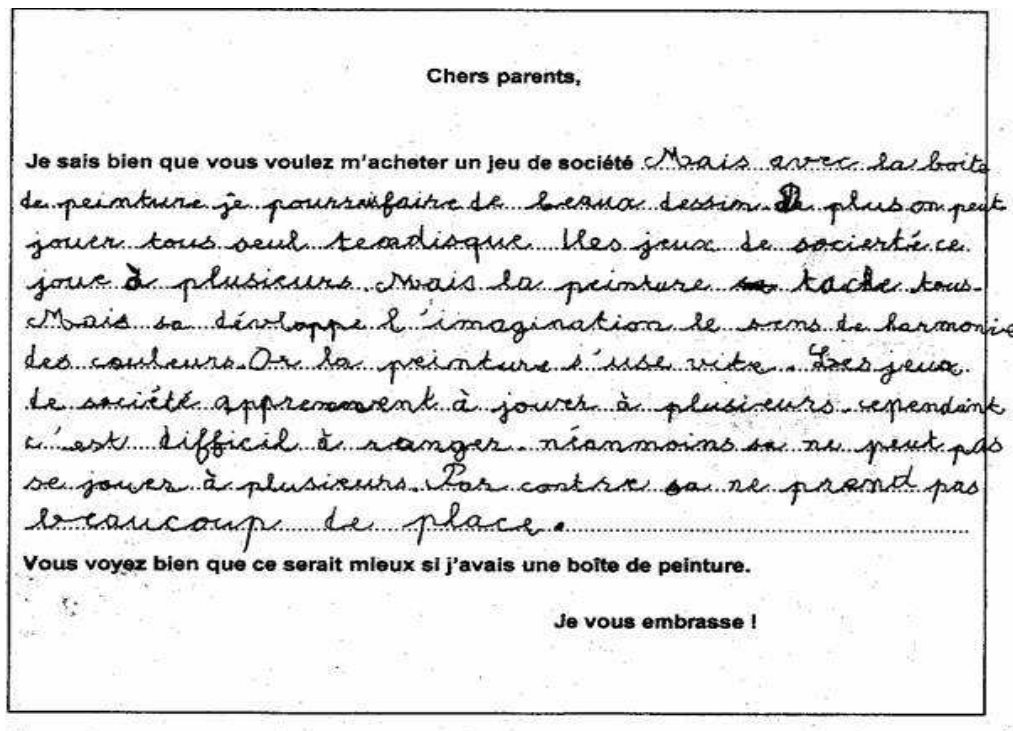 Chers parents,
Je sais bien que vous voulez m'acheter un jeu de société Mais avec la boite
de peinture je pourrai faire de beaux dessin. De plus on peut
jouer tous seul tendisque lles jeux de socierté ce
joue à plusieurs. Mais la peinture sa tache tous.
Mais sa dévloppe l'imagination le sens de harmonie
des couleurs. Or la peinture s'use vite. Les jeux
de société apprennent à jouer à plusieurs. cependant
c'est difficil à ranger néanmoins sa ne peut pas
se jouer à plusieurs. Par contre sa ne prend pas
beaucoup de place.
Vous voyez bien que ce serait mieux si j'avais une boîte de peinture.
Je vous embrasse !